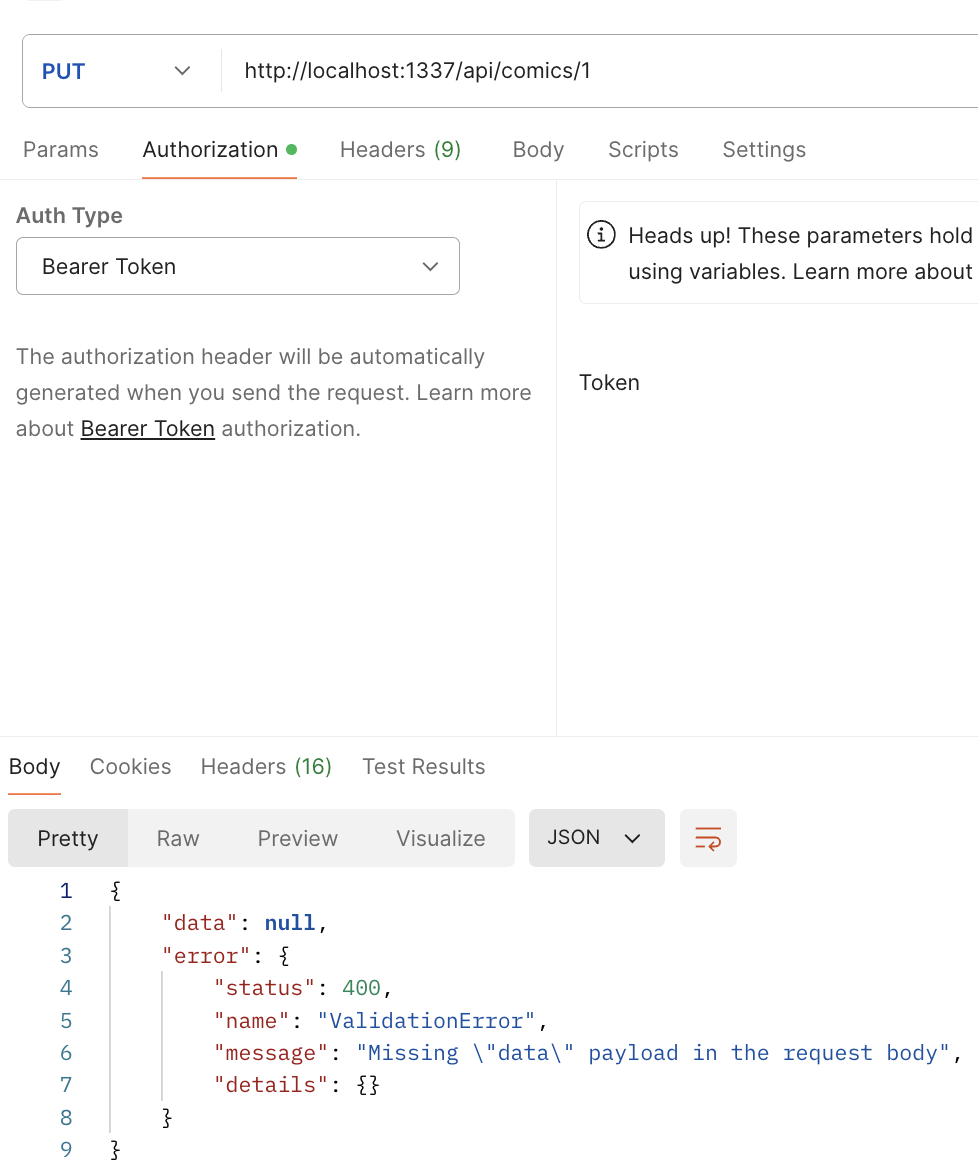 PUT http://localhost:1337/api/comics/1
Params Authorization Headers (9) Body Scripts Settings
Auth Type
Bearer Token
The authorization header will be automatically
generated when you send the request. Learn more
about Bearer Token authorization.
Heads up! These parameters hold
using variables. Learn more about
Token
Body Cookies Headers (16) Test Results
Pretty Raw Preview Visualize JSON
1 {
2     "data": null,
3     "error": {
4         "status": 400,
5         "name": "ValidationError",
6         "message": "Missing \"data\" payload in the request body",
7         "details": {}
8     }
9 }